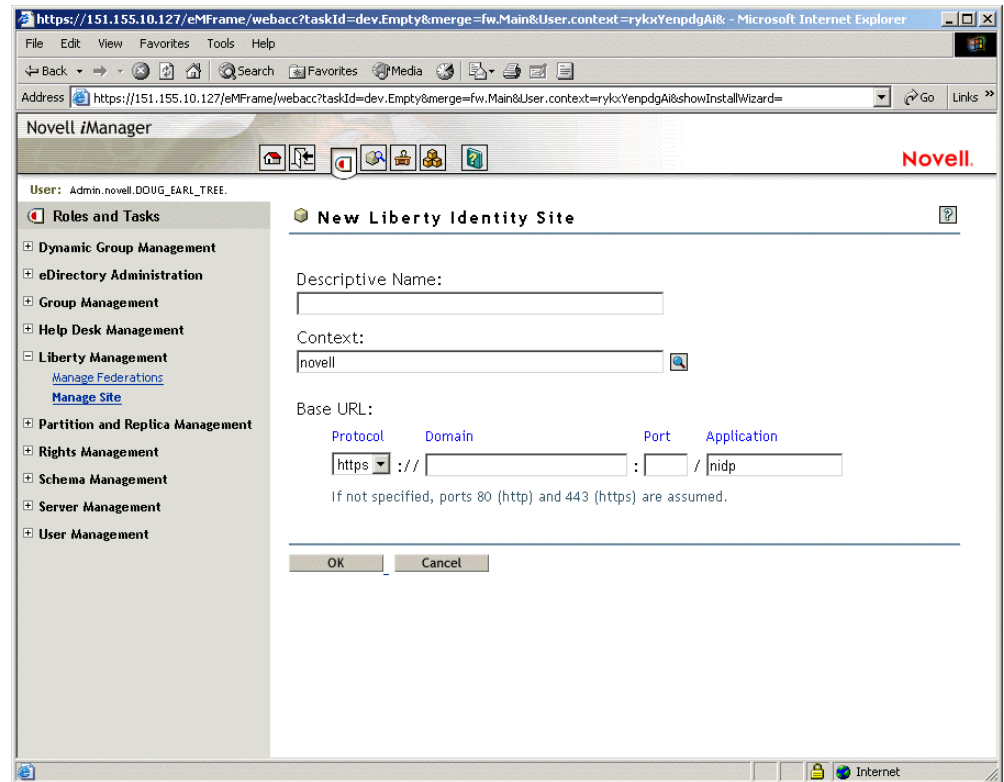 https://151.155.10.127/eMFrame/webacc?taskId=dev.Empty&merge=fw.Main&User.context=rykxYenpdgAi& - Microsoft Internet Explorer
File Edit View Favorites Tools Help
Back Search Favorites Media
Address https://151.155.10.127/eMFrame/webacc?taskId=dev.Empty&merge=fw.Main&User.context=rykxYenpdgAi&showInstallWizard= Go Links »
Novell iManager
Novell.
User: Admin.novell.DOUG_EARL_TREE.
Roles and Tasks
Dynamic Group Management
eDirectory Administration
Group Management
Help Desk Management
Liberty Management
Manage Federations
Manage Site
Partition and Replica Management
Rights Management
Schema Management
Server Management
User Management
New Liberty Identity Site
?
Descriptive Name:
Context:
novell
Base URL:
Protocol Domain Port Application
https :// : / nidp
If not specified, ports 80 (http) and 443 (https) are assumed.
OK Cancel
Internet